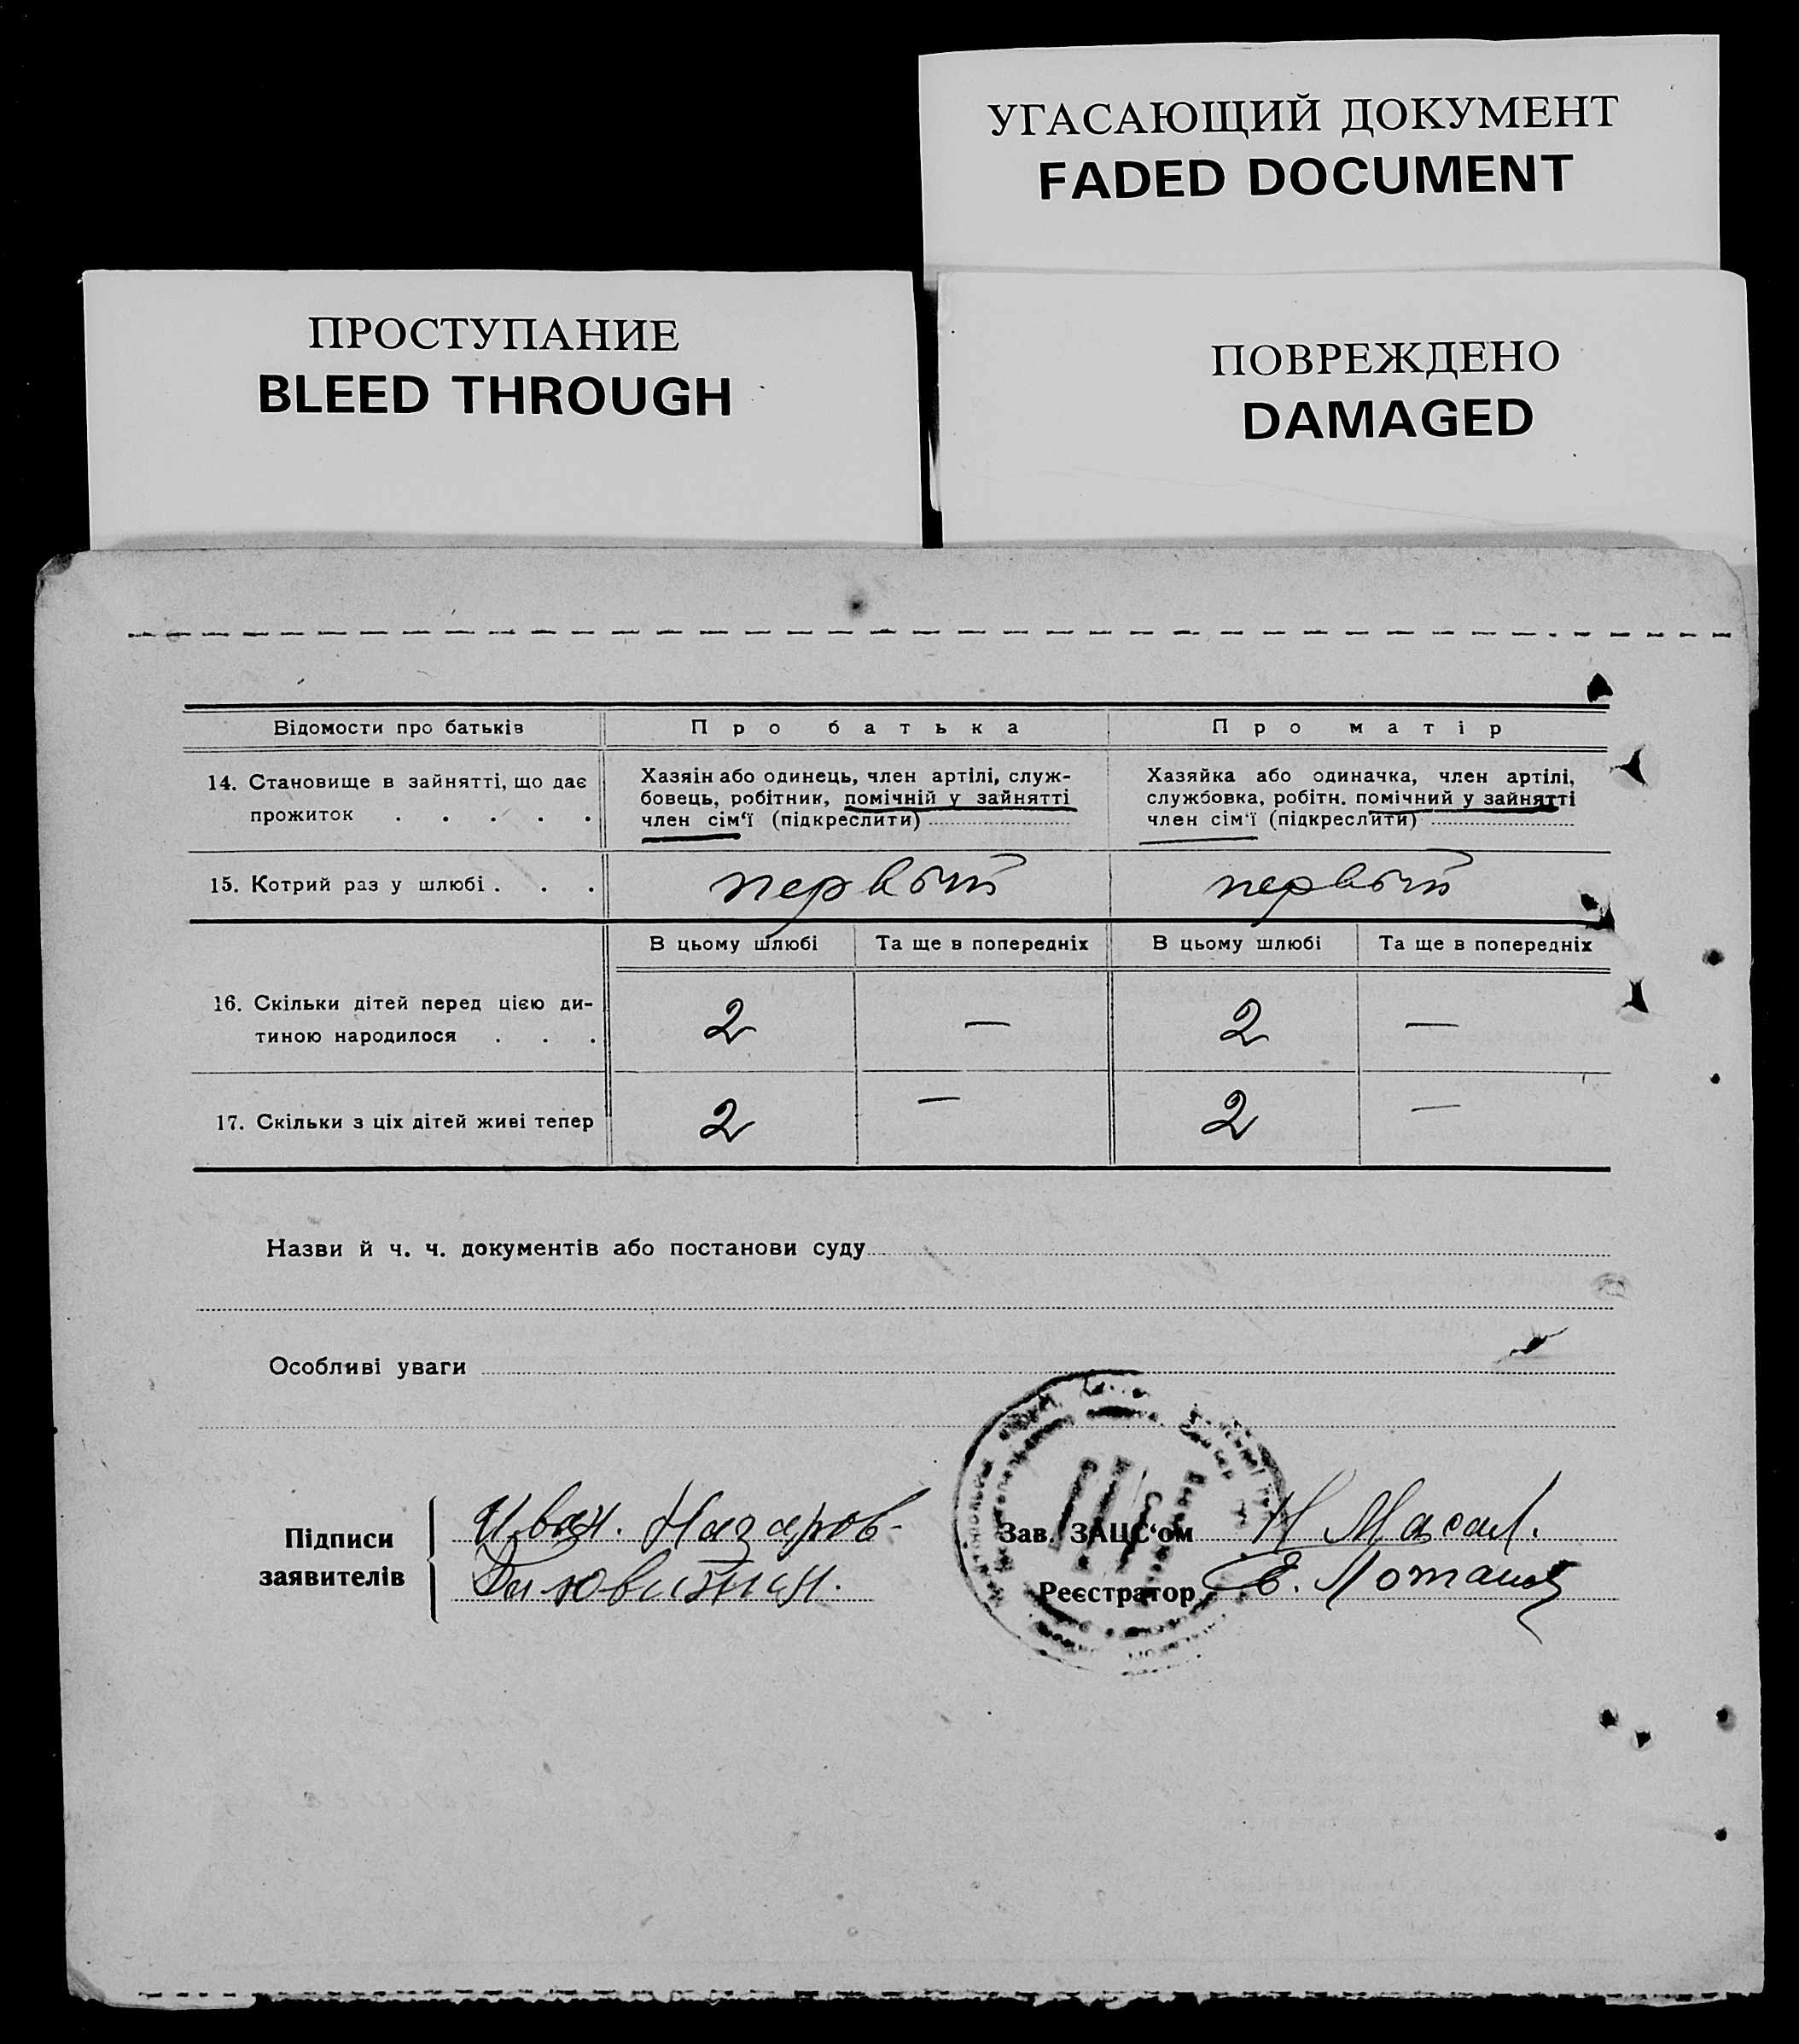 УГАСАЮЩИЙ ДОКУМЕНТ
FADED DOCUMENT
ПРОСТУПАНИЕ
BLEED THROUGH
ПОВРЕЖДЕНО
DAMAGED
Відомости про батьків
Про батька
Про матір
14. Становище в зайнятті, що дає
прожиток . . . . .
Хазяін або одинець, член артілі, служ-
бовець, робітник, помічній у зайнятті
член сім‘ї (підкреслити)
Хазяйка або одиначка, член артілі,
службовка, робітн. помічний у зайнятті
член сім‘ї (підкреслити)
15. Котрий раз у шлюбі . . .
первый
первый
В цьому шлюбі
Та ще в попередніх
В цьому шлюбі
Та ще в попередніх
16. Скільки дітей перед цією ди-
тиною народилося . . .
2
—
2
—
17. Скільки з ціх дітей живі тепер
2
—
2
—
Назви й ч. ч. документів або постанови суду
Особливі уваги
Підписи
заявителів
Иван. Назаров-
Зав. ЗАЦС‘ом
Реєстратор